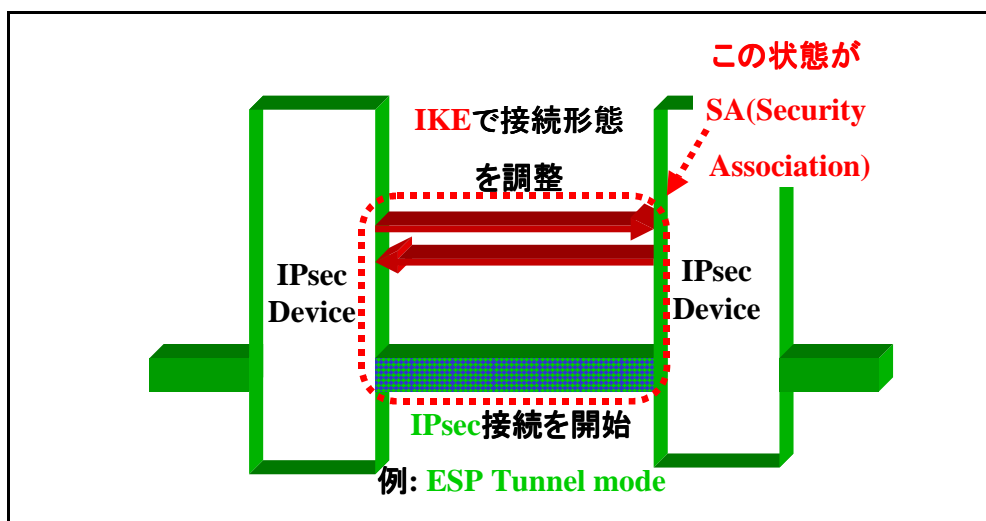 この状態が
SA(Security
Association)
IKEで接続形態
を調整
IPsec
Device
IPsec
Device
IPsec接続を開始
例: ESP Tunnel mode